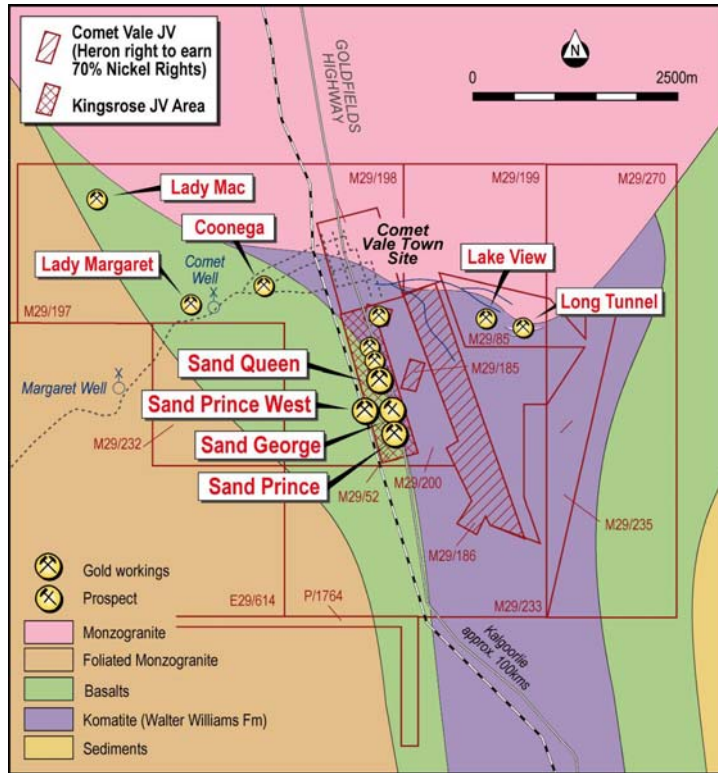 Comet Vale JV
(Heron right to earn
70% Nickel Rights)
Kingsrose JV Area
GOLDFIELDS
HIGHWAY
N
0
2500m
M29/198
M29/199
M29/270
Lady Mac
Coonega
Comet
Vale Town
Site
Lake View
Lady Margaret
Comet
Well
Long Tunnel
M29/197
M29/85
Sand Queen
M29/185
Margaret Well
Sand Prince West
M29/232
Sand George
Sand Prince
M29/200
M29/52
M29/235
M29/186
Gold workings
Prospect
E29/614
P/1764
M29/233
Monzogranite
Foliated Monzogranite
Kalgoorlie
approx. 100kms
Basalts
Komatite (Walter Williams Fm)
Sediments